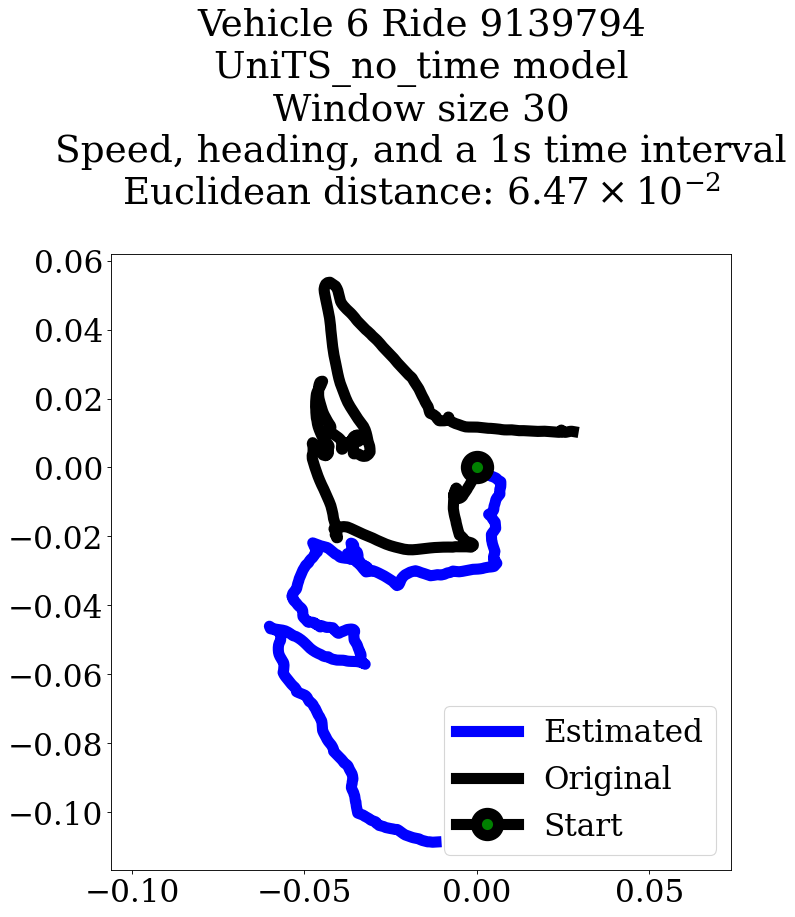 Vehicle 6 Ride 9139794
UniTS_no_time model
Window size 30
Speed, heading, and a 1s time interval
Euclidean distance: 6.47 × 10⁻²
0.06
0.04
0.02
0.00
−0.02
−0.04
−0.06
−0.08
−0.10
Estimated
Original
Start
−0.10 −0.05 0.00 0.05